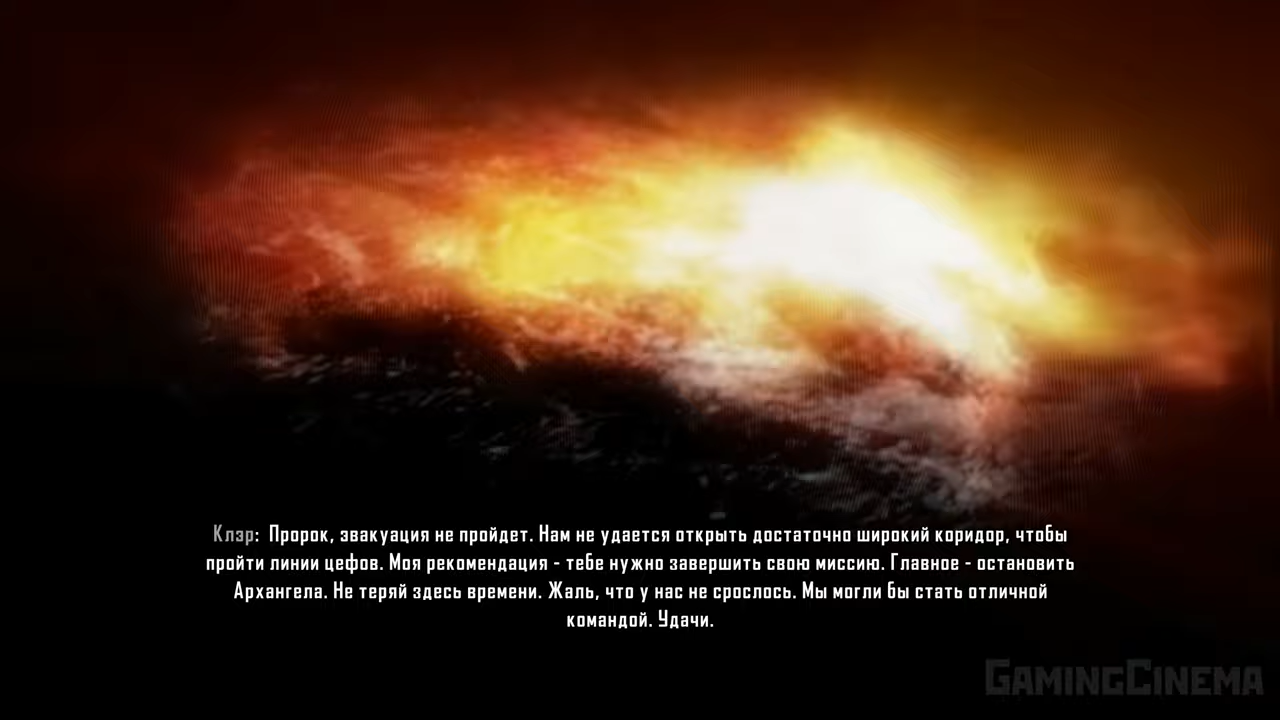 Клэр: Пророк, эвакуация не пройдет. Нам не удается открыть достаточно широкий коридор, чтобы
пройти линии цефов. Моя рекомендация - тебе нужно завершить свою миссию. Главное - остановить
Архангела. Не теряй здесь времени. Жаль, что у нас не срослось. Мы могли бы стать отличной
командой. Удачи.
GamingCinema